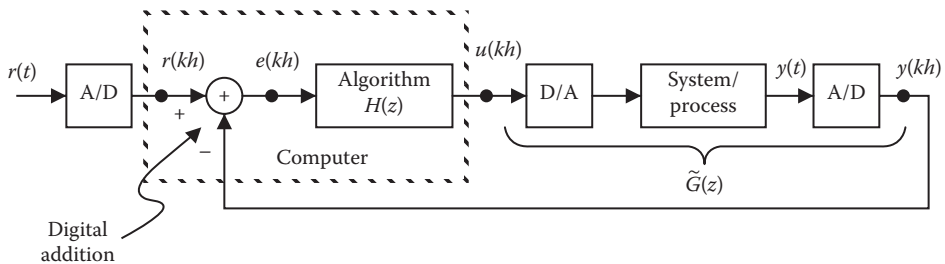 r(t)
A/D
r(kh)
+
−
+
e(kh)
Algorithm
H(z)
Computer
u(kh)
D/A
System/
process
y(t)
A/D
y(kh)
G̃(z)
Digital
addition